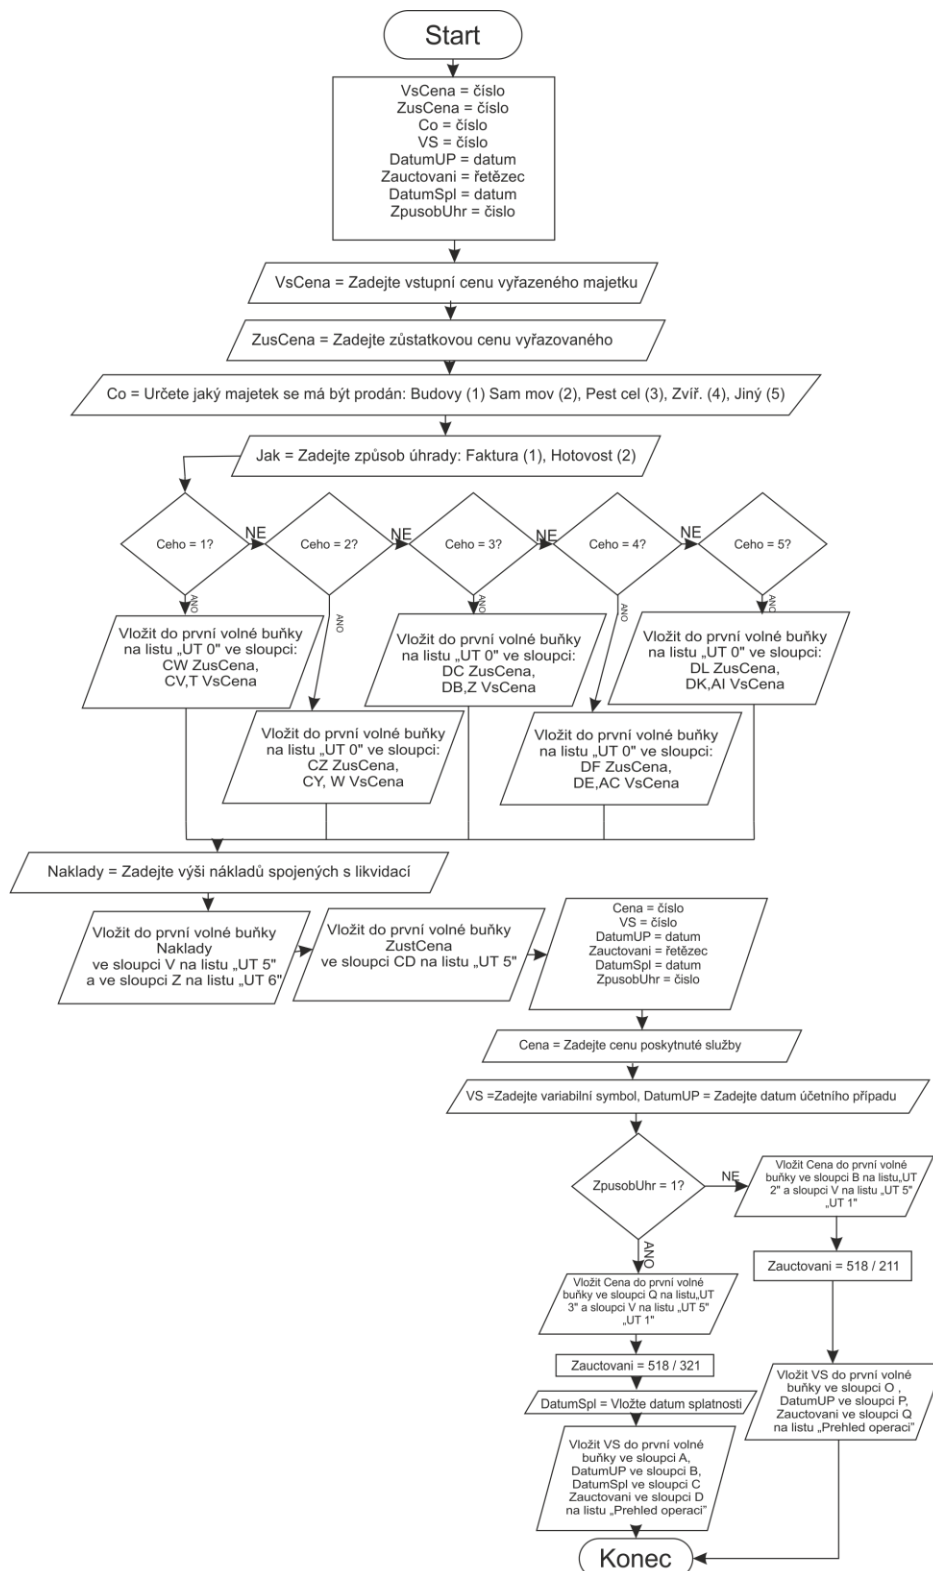 Start
VsCena = číslo
ZusCena = číslo
Co = číslo
VS = číslo
DatumUP = datum
Zauctovani = řetězec
DatumSpl = datum
ZpusobUhr = čislo
VsCena = Zadejte vstupní cenu vyřazeného majetku
ZusCena = Zadejte zůstatkovou cenu vyřazovaného
Co = Určete jaký majetek se má být prodán: Budovy (1) Sam mov (2), Pest cel (3), Zvíř. (4), Jiný (5)
Jak = Zadejte způsob úhrady: Faktura (1), Hotovost (2)
Ceho = 1?
NE
Ceho = 2?
NE
Ceho = 3?
NE
Ceho = 4?
NE
Ceho = 5?
ANO
ANO
ANO
ANO
ANO
Vložit do první volné buňky
na listu „UT 0" ve sloupci:
CW ZusCena,
CV,T VsCena
Vložit do první volné buňky
na listu „UT 0" ve sloupci:
CZ ZusCena,
CY, W VsCena
Vložit do první volné buňky
na listu „UT 0" ve sloupci:
DC ZusCena,
DB,Z VsCena
Vložit do první volné buňky
na listu „UT 0" ve sloupci:
DF ZusCena,
DE,AC VsCena
Vložit do první volné buňky
na listu „UT 0" ve sloupci:
DL ZusCena,
DK,AI VsCena
Naklady = Zadejte výši nákladů spojených s likvidací
Vložit do první volné buňky
Naklady
ve sloupci V na listu „UT 5"
a ve sloupci Z na listu „UT 6"
Vložit do první volné buňky
ZustCena
ve sloupci CD na listu „UT 5"
Cena = číslo
VS = číslo
DatumUP = datum
Zauctovani = řetězec
DatumSpl = datum
ZpusobUhr = čislo
Cena = Zadejte cenu poskytnuté služby
VS =Zadejte variabilní symbol, DatumUP = Zadejte datum účetního případu
ZpusobUhr = 1?
NE
ANO
Vložit Cena do první volné
buňky ve sloupci B na listu„UT
2" a sloupci V na listu „UT 5"
„UT 1"
Zauctovani = 518 / 211
Vložit VS do první volné
buňky ve sloupci O ,
DatumUP ve sloupci P,
Zauctovani ve sloupci Q
na listu „Prehled operaci"
Vložit Cena do první volné
buňky ve sloupci Q na listu„UT
3" a sloupci V na listu „UT 5"
„UT 1"
Zauctovani = 518 / 321
DatumSpl = Vložte datum splatnosti
Vložit VS do první volné
buňky ve sloupci A,
DatumUP ve sloupci B,
DatumSpl ve sloupci C
Zauctovani ve sloupci D
na listu „Prehled operaci"
Konec